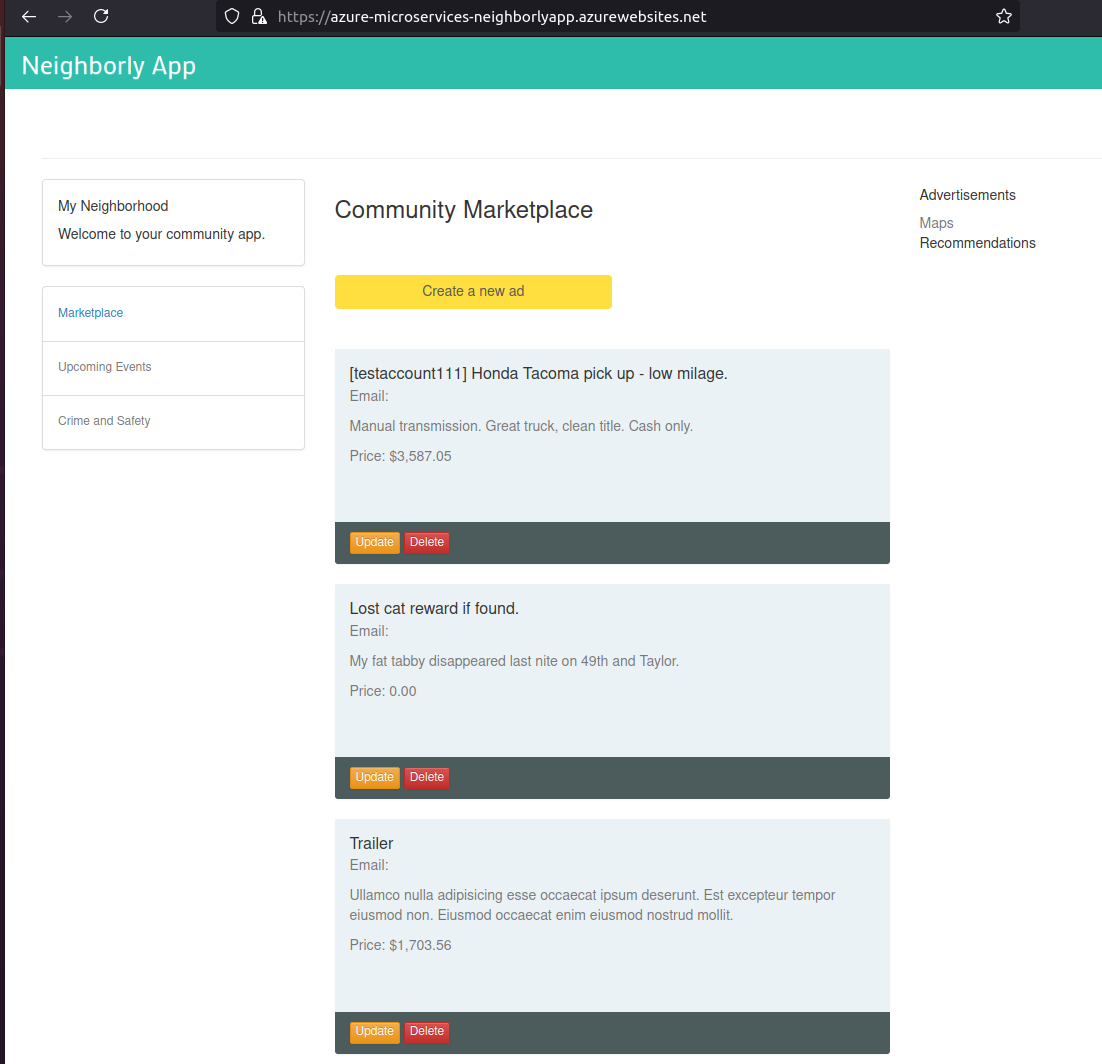 https://azure-microservices-neighborlyapp.azurewebsites.net
Neighborly App
My Neighborhood
Welcome to your community app.
Marketplace
Upcoming Events
Crime and Safety
Community Marketplace
Create a new ad
[testaccount111] Honda Tacoma pick up - low milage.
Email:
Manual transmission. Great truck, clean title. Cash only.
Price: $3,587.05
Update Delete
Lost cat reward if found.
Email:
My fat tabby disappeared last nite on 49th and Taylor.
Price: 0.00
Update Delete
Trailer
Email:
Ullamco nulla adipisicing esse occaecat ipsum deserunt. Est excepteur tempor
eiusmod non. Eiusmod occaecat enim eiusmod nostrud mollit.
Price: $1,703.56
Update Delete
Advertisements
Maps
Recommendations